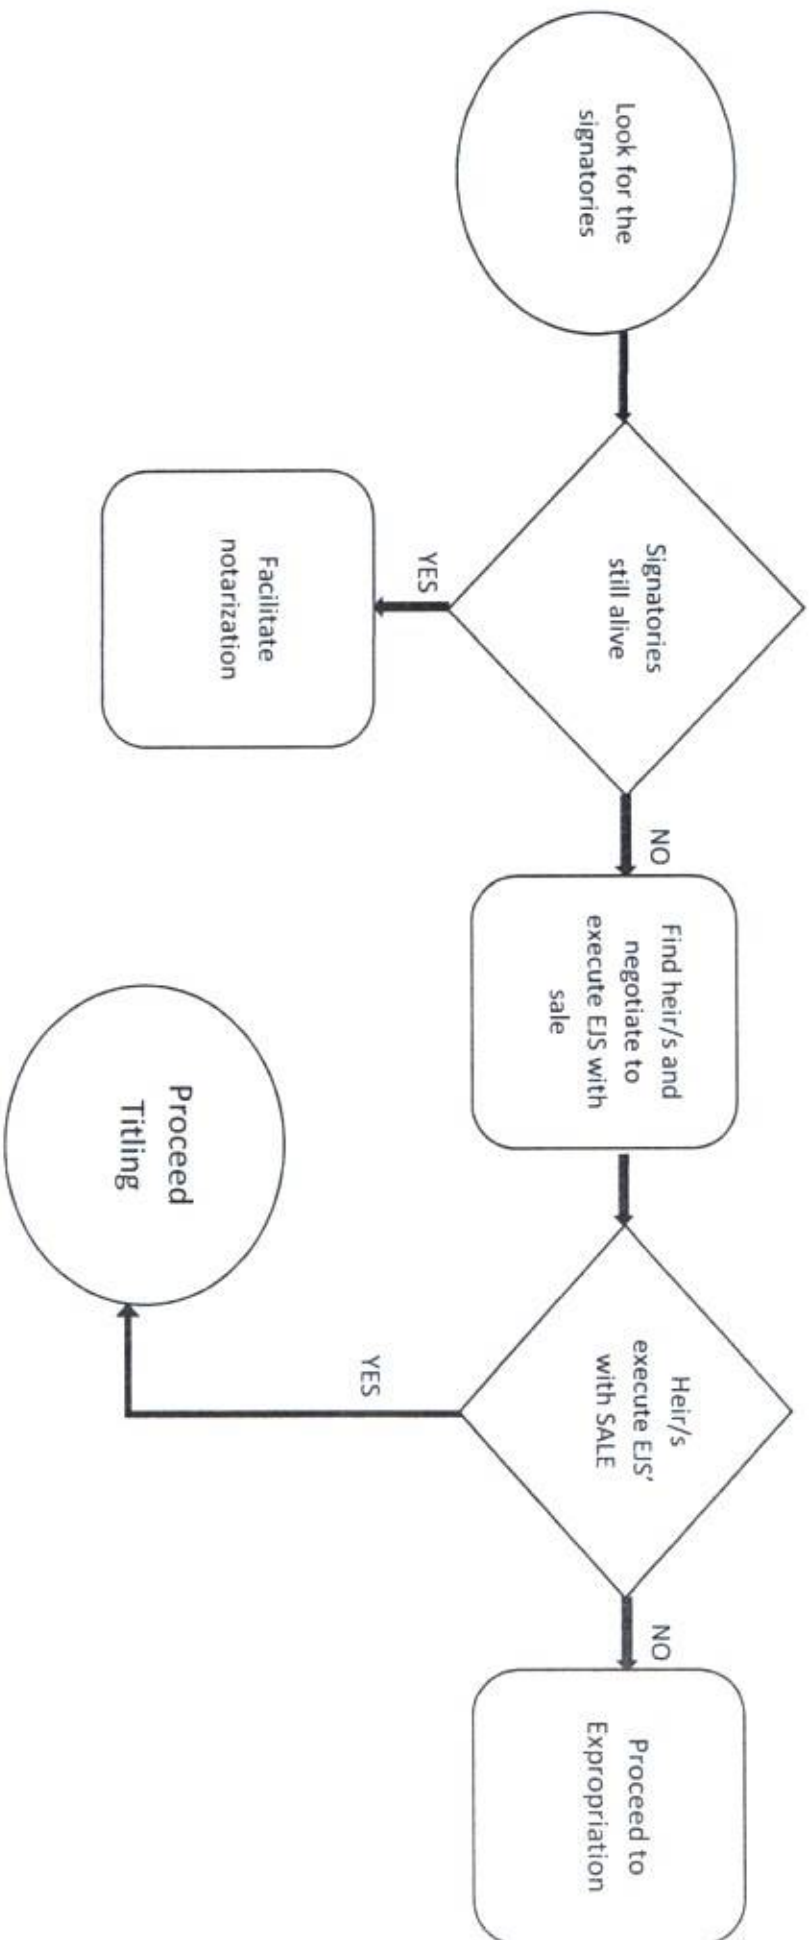 Look for the
signatories
Signatories
still alive
YES
Facilitate
notarization
NO
Find heir/s and
negotiate to
execute EJS with
sale
Heir/s
execute EJS'
with SALE
YES
Proceed
Titling
NO
Proceed to
Expropriation